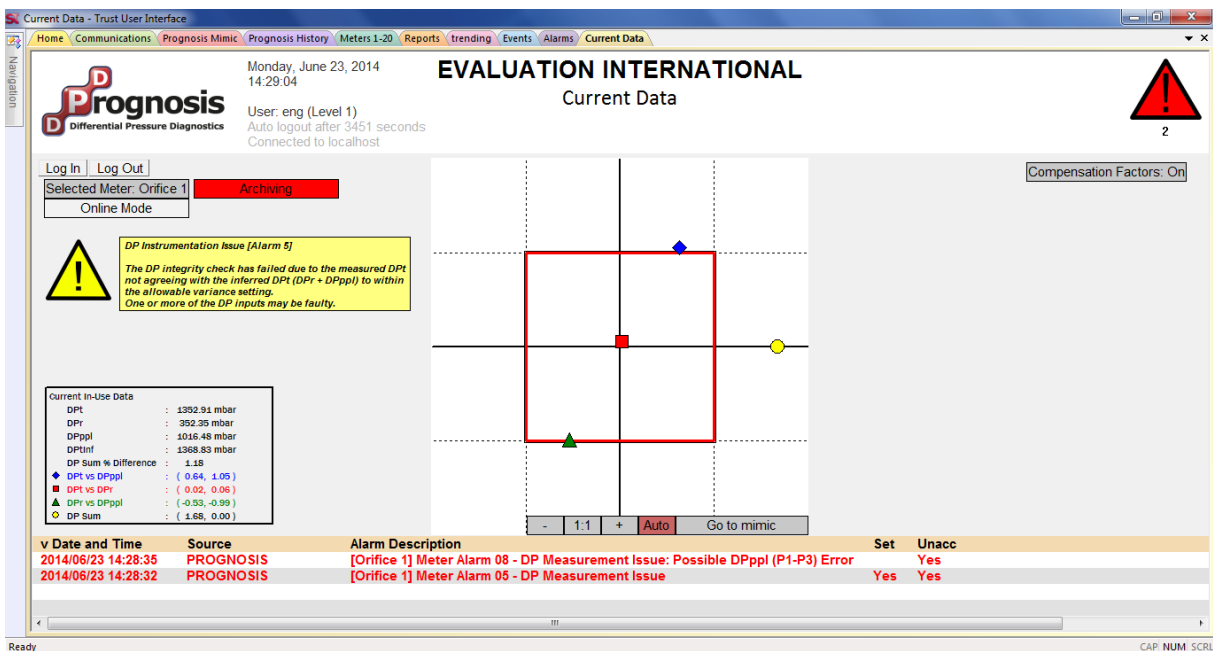 Current Data - Trust User Interface
Home Communications Prognosis Mimic Prognosis History Meters 1-20 Reports trending Events Alarms Current Data
Navigation
DPrognosis
D Differential Pressure Diagnostics
Monday, June 23, 2014
14:29:04
User: eng (Level 1)
Auto logout after 3451 seconds
Connected to localhost
EVALUATION INTERNATIONAL
Current Data
2
Log In Log Out
Selected Meter: Orifice 1 Archiving
Online Mode
Compensation Factors: On
DP Instrumentation Issue [Alarm 5]
The DP integrity check has failed due to the measured DPt
not agreeing with the inferred DPt (DPr + DPppl) to within
the allowable variance setting.
One or more of the DP inputs may be faulty.
Current In-Use Data
DPt : 1352.91 mbar
DPr : 352.35 mbar
DPppl : 1016.48 mbar
DPtinf : 1368.83 mbar
DP Sum % Difference : 1.18
DPt vs DPppl : ( 0.64, 1.05 )
DPt vs DPr : ( 0.02, 0.06 )
DPr vs DPppl : ( -0.53, -0.99 )
DP Sum : ( 1.68, 0.00 )
- 1:1 + Auto Go to mimic
v Date and Time Source Alarm Description Set Unacc
2014/06/23 14:28:35 PROGNOSIS [Orifice 1] Meter Alarm 08 - DP Measurement Issue: Possible DPppl (P1-P3) Error Yes
2014/06/23 14:28:32 PROGNOSIS [Orifice 1] Meter Alarm 05 - DP Measurement Issue Yes Yes
Ready
CAP NUM SCRL